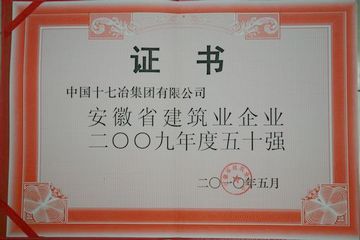 证书
中国十七冶集团有限公司
安徽省建筑业企业
二〇〇九年度五十强
二〇一〇年五月